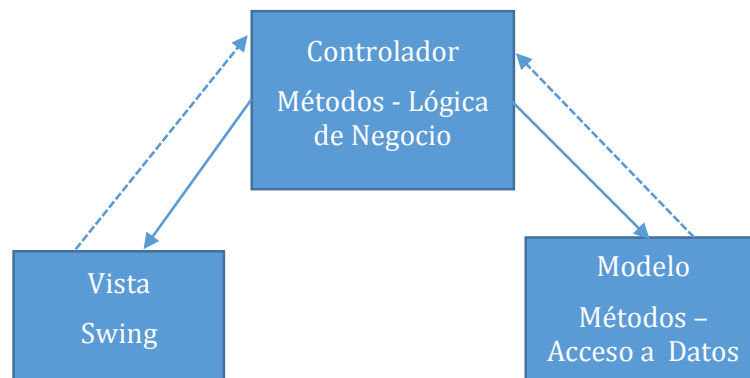 Controlador
Métodos - Lógica
de Negocio
Vista
Swing
Modelo
Métodos –
Acceso a  Datos